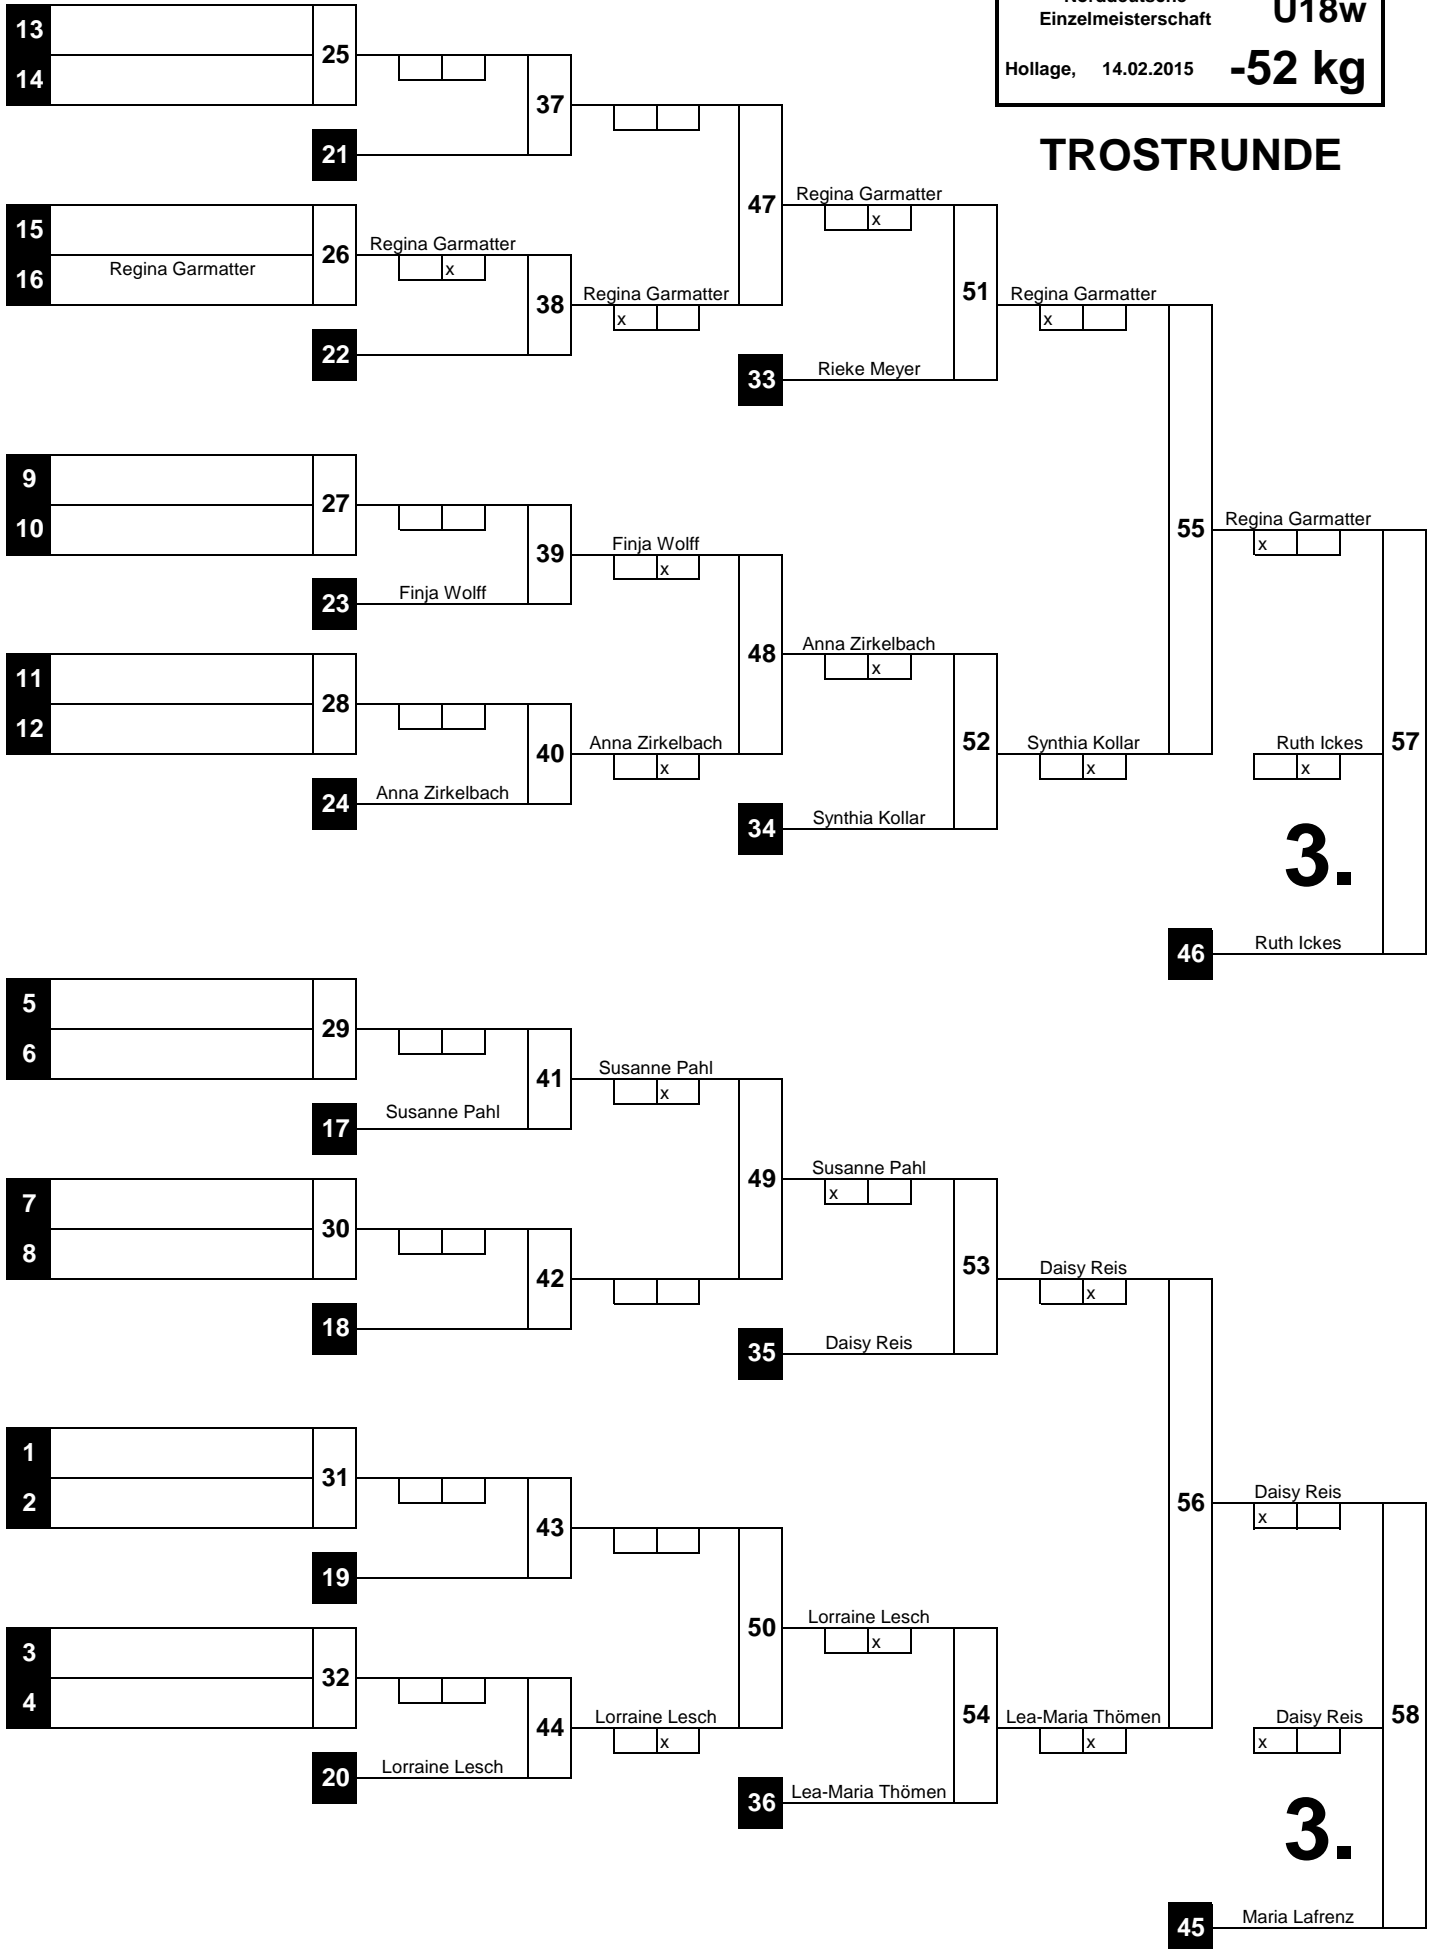 Norddeutsche
Einzelmeisterschaft
U18w
Hollage, 14.02.2015 -52 kg
TROSTRUNDE
13
14
25
37
21
47
Regina Garmatter
x
15
16
Regina Garmatter
26
Regina Garmatter
x
38
Regina Garmatter
x
22
51
Regina Garmatter
x
33
Rieke Meyer
9
10
27
39
Finja Wolff
x
23
Finja Wolff
55
Regina Garmatter
x
11
12
28
48
Anna Zirkelbach
x
40
Anna Zirkelbach
x
24
Anna Zirkelbach
52
Synthia Kollar
x
34
Synthia Kollar
Ruth Ickes
x
57
3.
46
Ruth Ickes
5
6
29
41
Susanne Pahl
x
17
Susanne Pahl
49
Susanne Pahl
x
7
8
30
42
18
53
Daisy Reis
x
35
Daisy Reis
1
2
31
43
19
56
Daisy Reis
x
3
4
32
50
Lorraine Lesch
x
44
Lorraine Lesch
x
20
Lorraine Lesch
54
Lea-Maria Thömen
x
36
Lea-Maria Thömen
Daisy Reis
x
58
3.
45
Maria Lafrenz